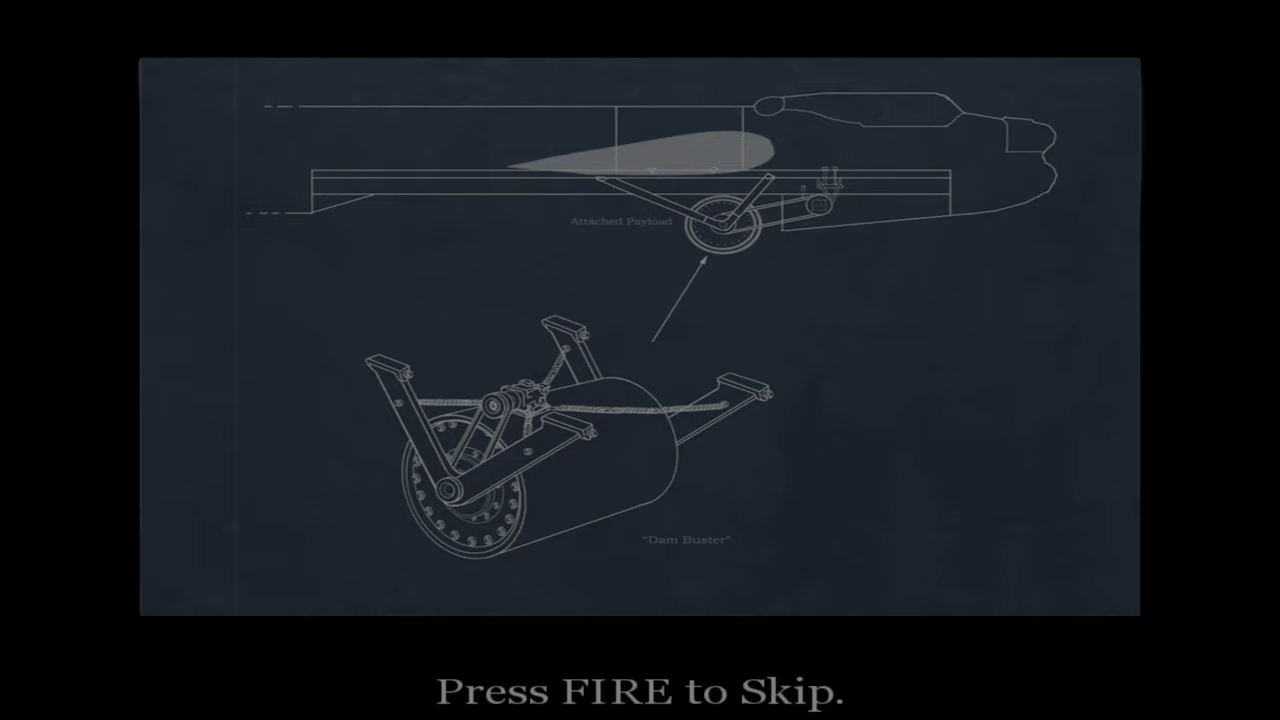 Attached Payload
"Dam Buster"
Press FIRE to Skip.